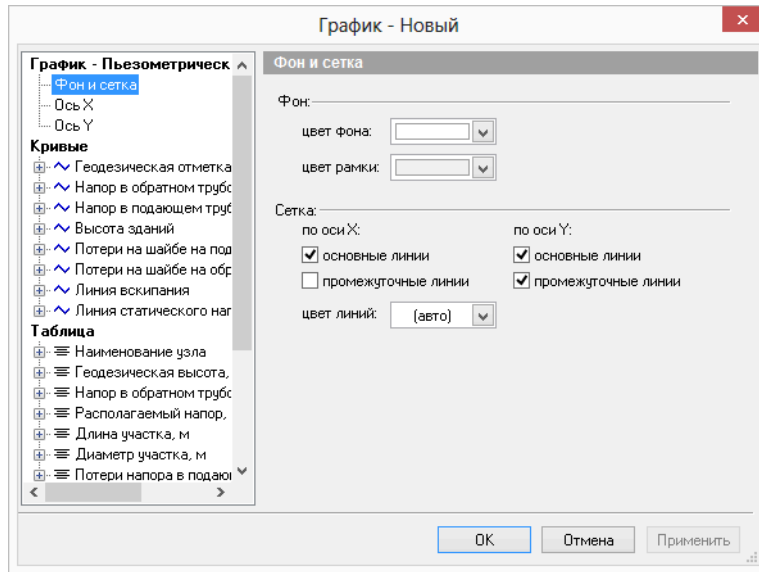 График - Новый
График - Пьезометрическ
Фон и сетка
Ось X
Ось Y
Кривые
Геодезическая отметка
Напор в обратном трубо
Напор в подающем труб
Высота зданий
Потери на шайбе на под
Потери на шайбе на обр
Линия вскипания
Линия статического нап
Таблица
Наименование узла
Геодезическая высота,
Напор в обратном трубо
Располагаемый напор,
Длина участка, м
Диаметр участка, м
Потери напора в подаю
Фон и сетка
Фон:
цвет фона:
цвет рамки:
Сетка:
по оси X:
по оси Y:
основные линии
основные линии
промежуточные линии
промежуточные линии
цвет линий:
(авто)
OK
Отмена
Применить